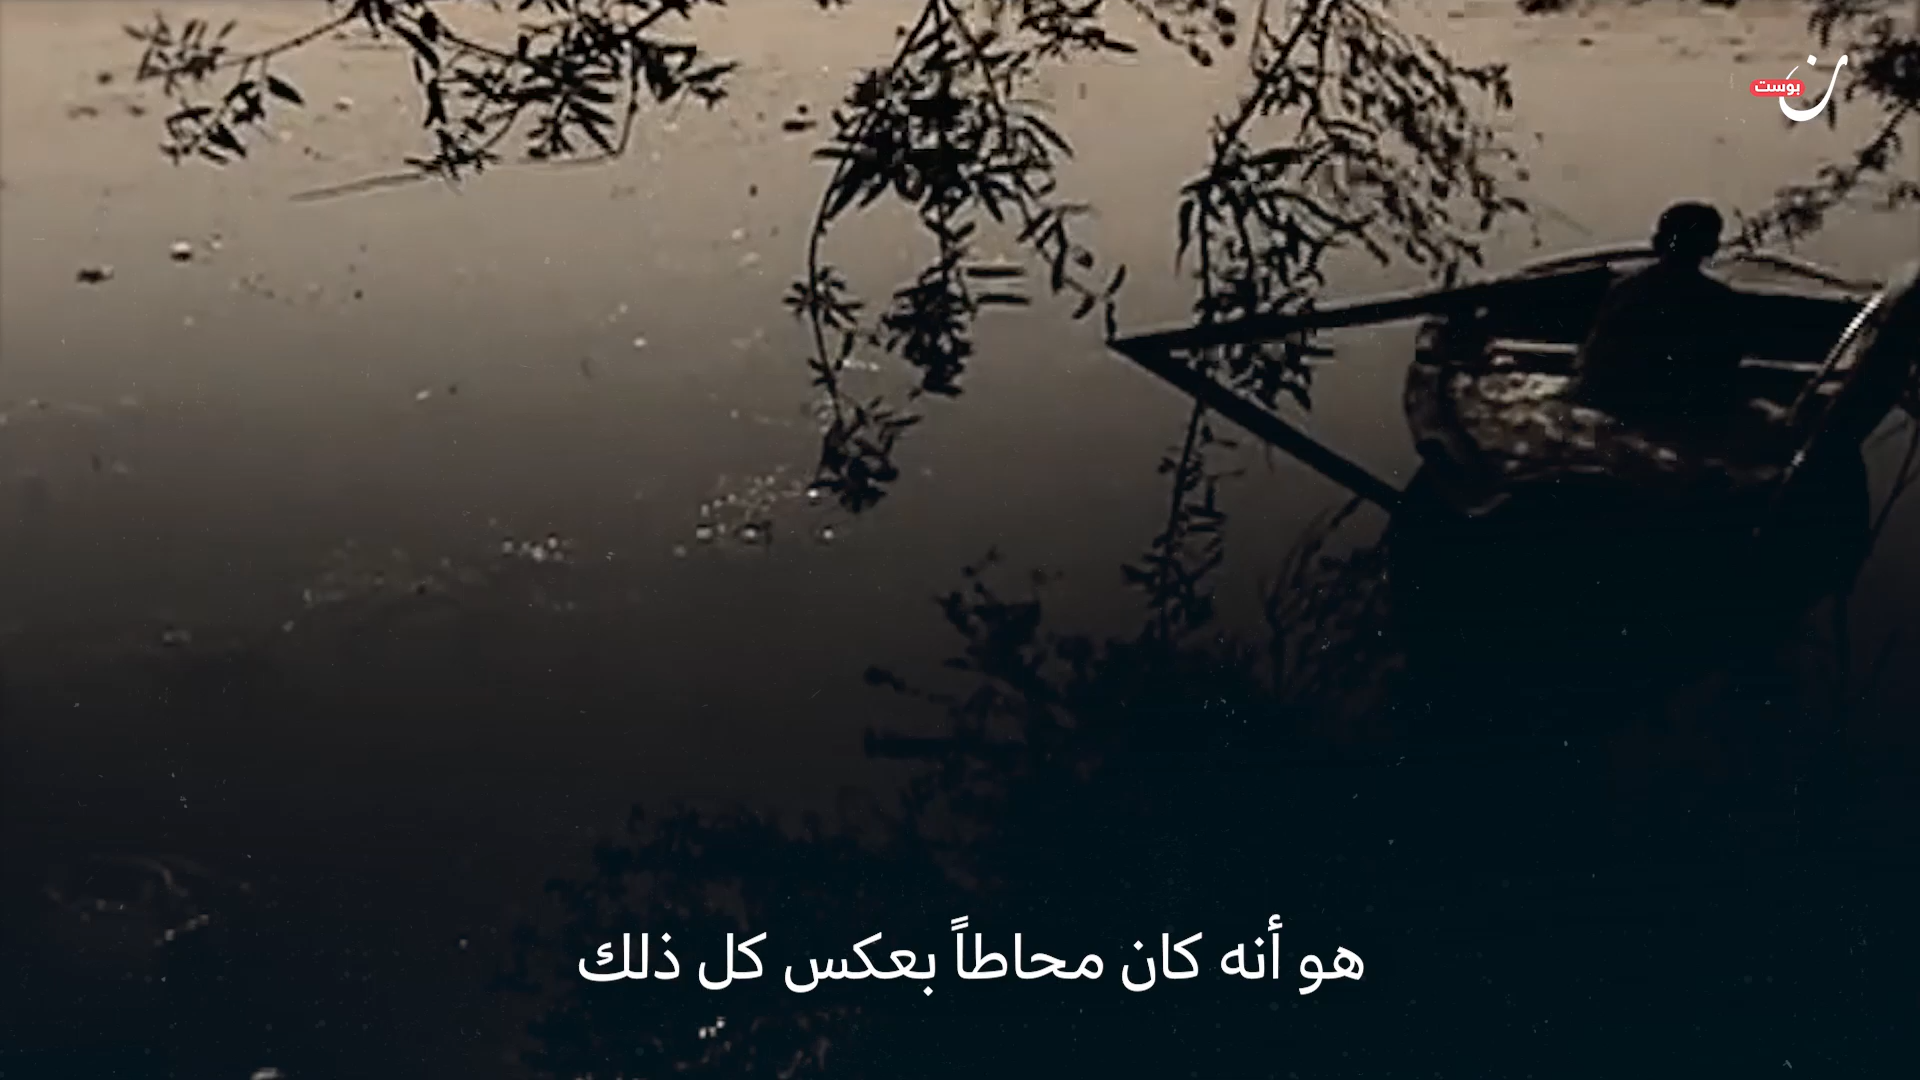 ن
بوست
هو أنه كان محاطاً بعكس كل ذلك